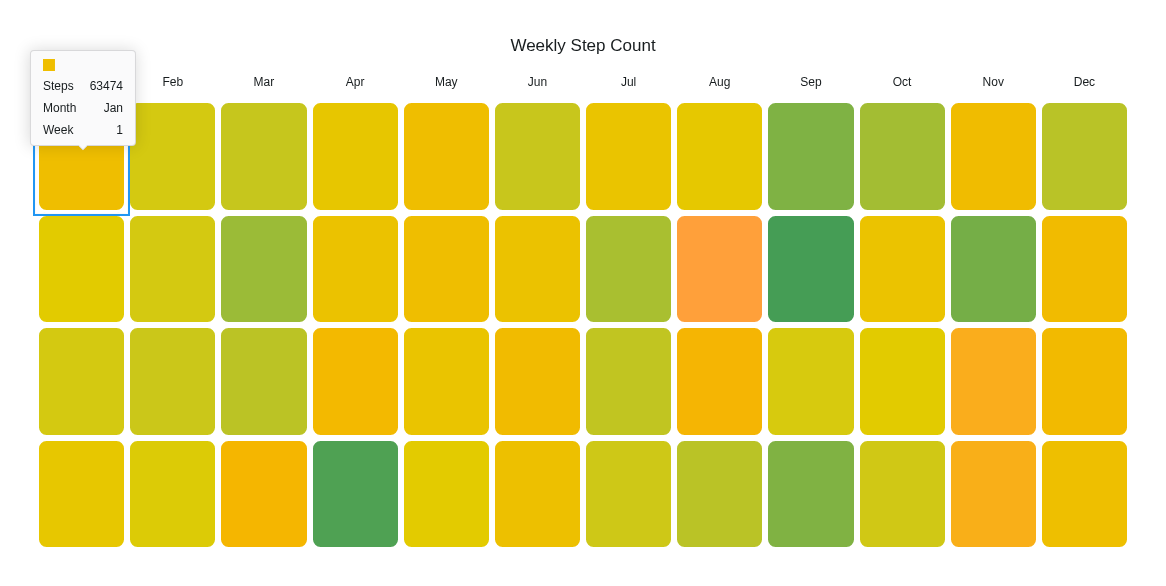 Weekly Step Count
Feb Mar Apr May Jun Jul Aug Sep Oct Nov Dec
Steps 63474
Month Jan
Week 1